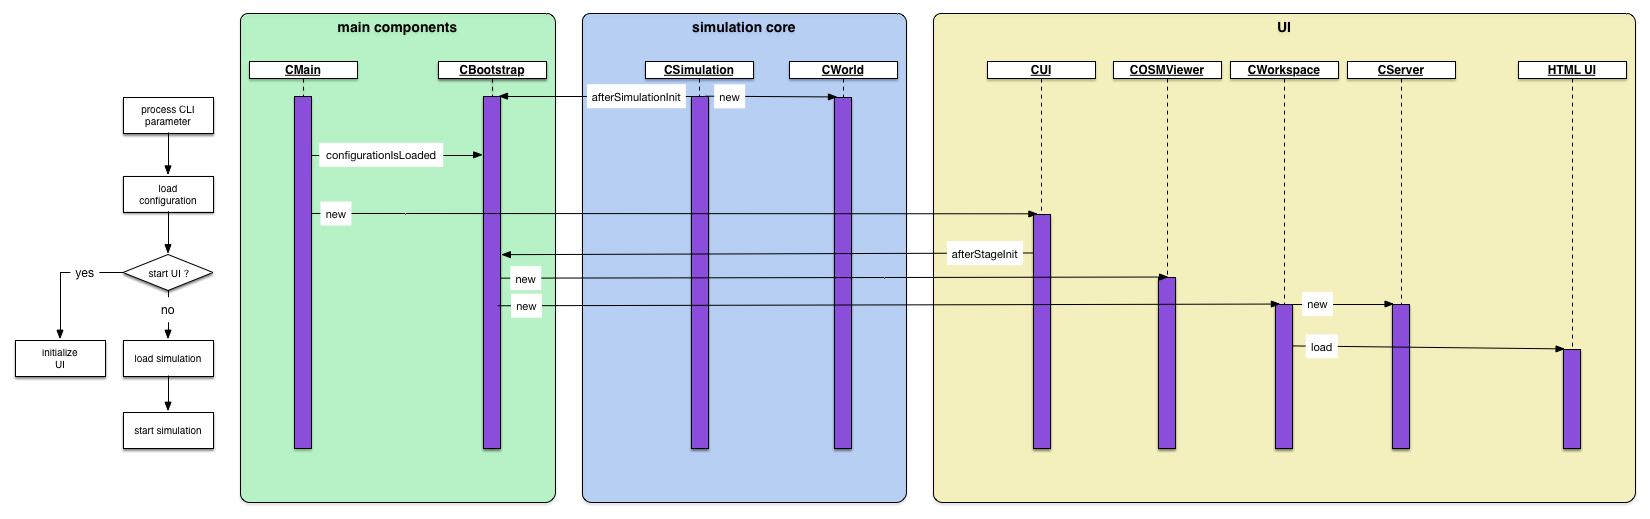 main components
simulation core
UI
CMain
CBootstrap
CSimulation
CWorld
CUI
COSMViewer
CWorkspace
CServer
HTML UI
process CLI
parameter
load
configuration
start UI ?
yes
no
initialize
UI
load simulation
start simulation
afterSimulationInit
new
configurationIsLoaded
new
afterStageInit
new
new
new
load